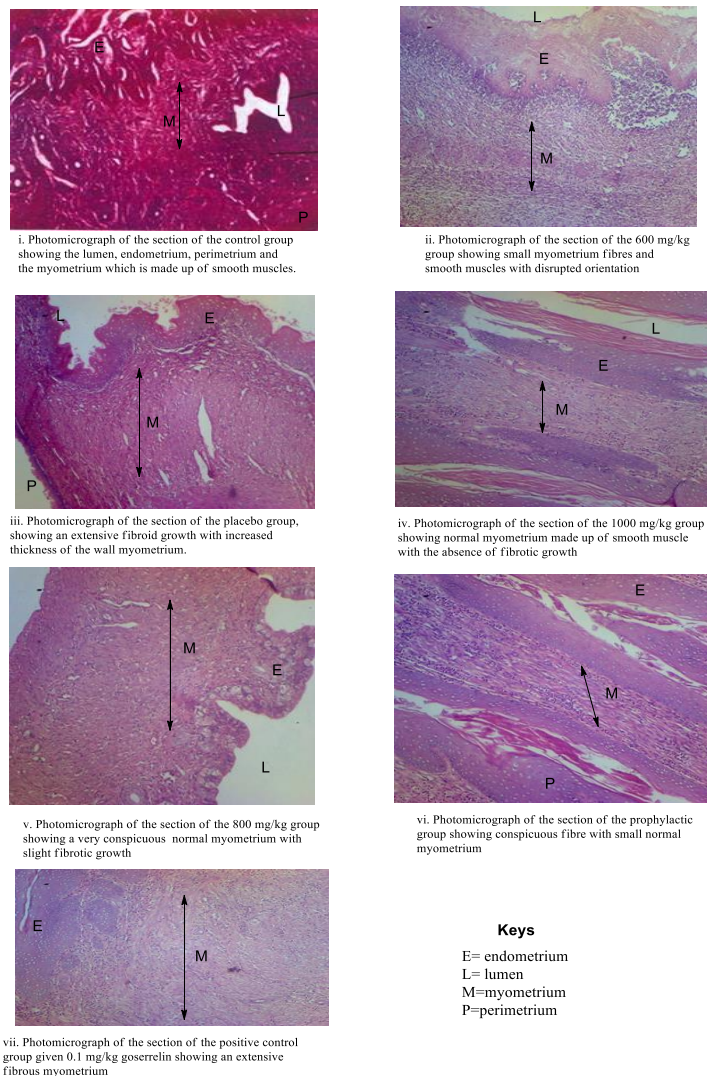 E
M
L
P
i. Photomicrograph of the section of the control group
showing the lumen, endometrium, perimetrium and
the myometrium which is made up of smooth muscles.
L
E
M
ii. Photomicrograph of the section of the 600 mg/kg
group showing small myometrium fibres and
smooth muscles with disrupted orientation
L
E
M
P
iii. Photomicrograph of the section of the placebo group,
showing an extensive fibroid growth with increased
thickness of the wall myometrium.
L
E
M
iv. Photomicrograph of the section of the 1000 mg/kg group
showing normal myometrium made up of smooth muscle
with the absence of fibrotic growth
M
E
L
v. Photomicrograph of the section of the 800 mg/kg group
showing a very conspicuous normal myometrium with
slight fibrotic growth
E
M
P
vi. Photomicrograph of the section of the prophylactic
group showing conspicuous fibre with small normal
myometrium
E
M
vii. Photomicrograph of the section of the positive control
group given 0.1 mg/kg goserrelin showing an extensive
fibrous myometrium
Keys
E= endometrium
L= lumen
M=myometrium
P=perimetrium